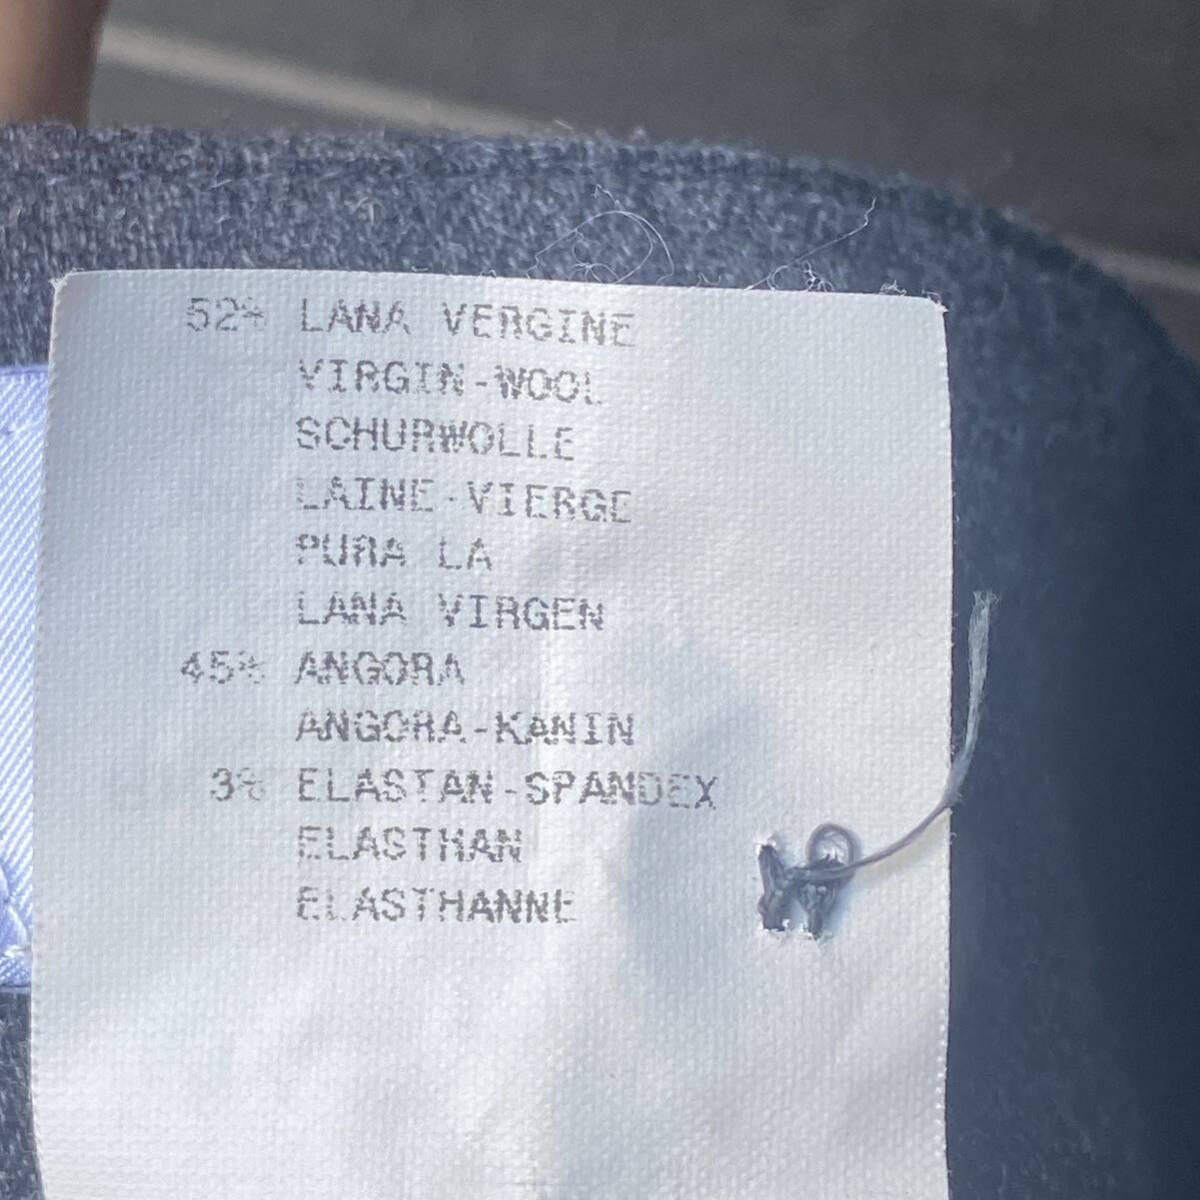 52% LANA VERGINE
VIRGIN-WOOL
SCHURWOLLE
LAINE-VIERGE
PURA LA
LANA VIRGEN
45% ANGORA
ANGORA-KANIN
3% ELASTAN-SPANDEX
ELASTHAN
ELASTHANNE